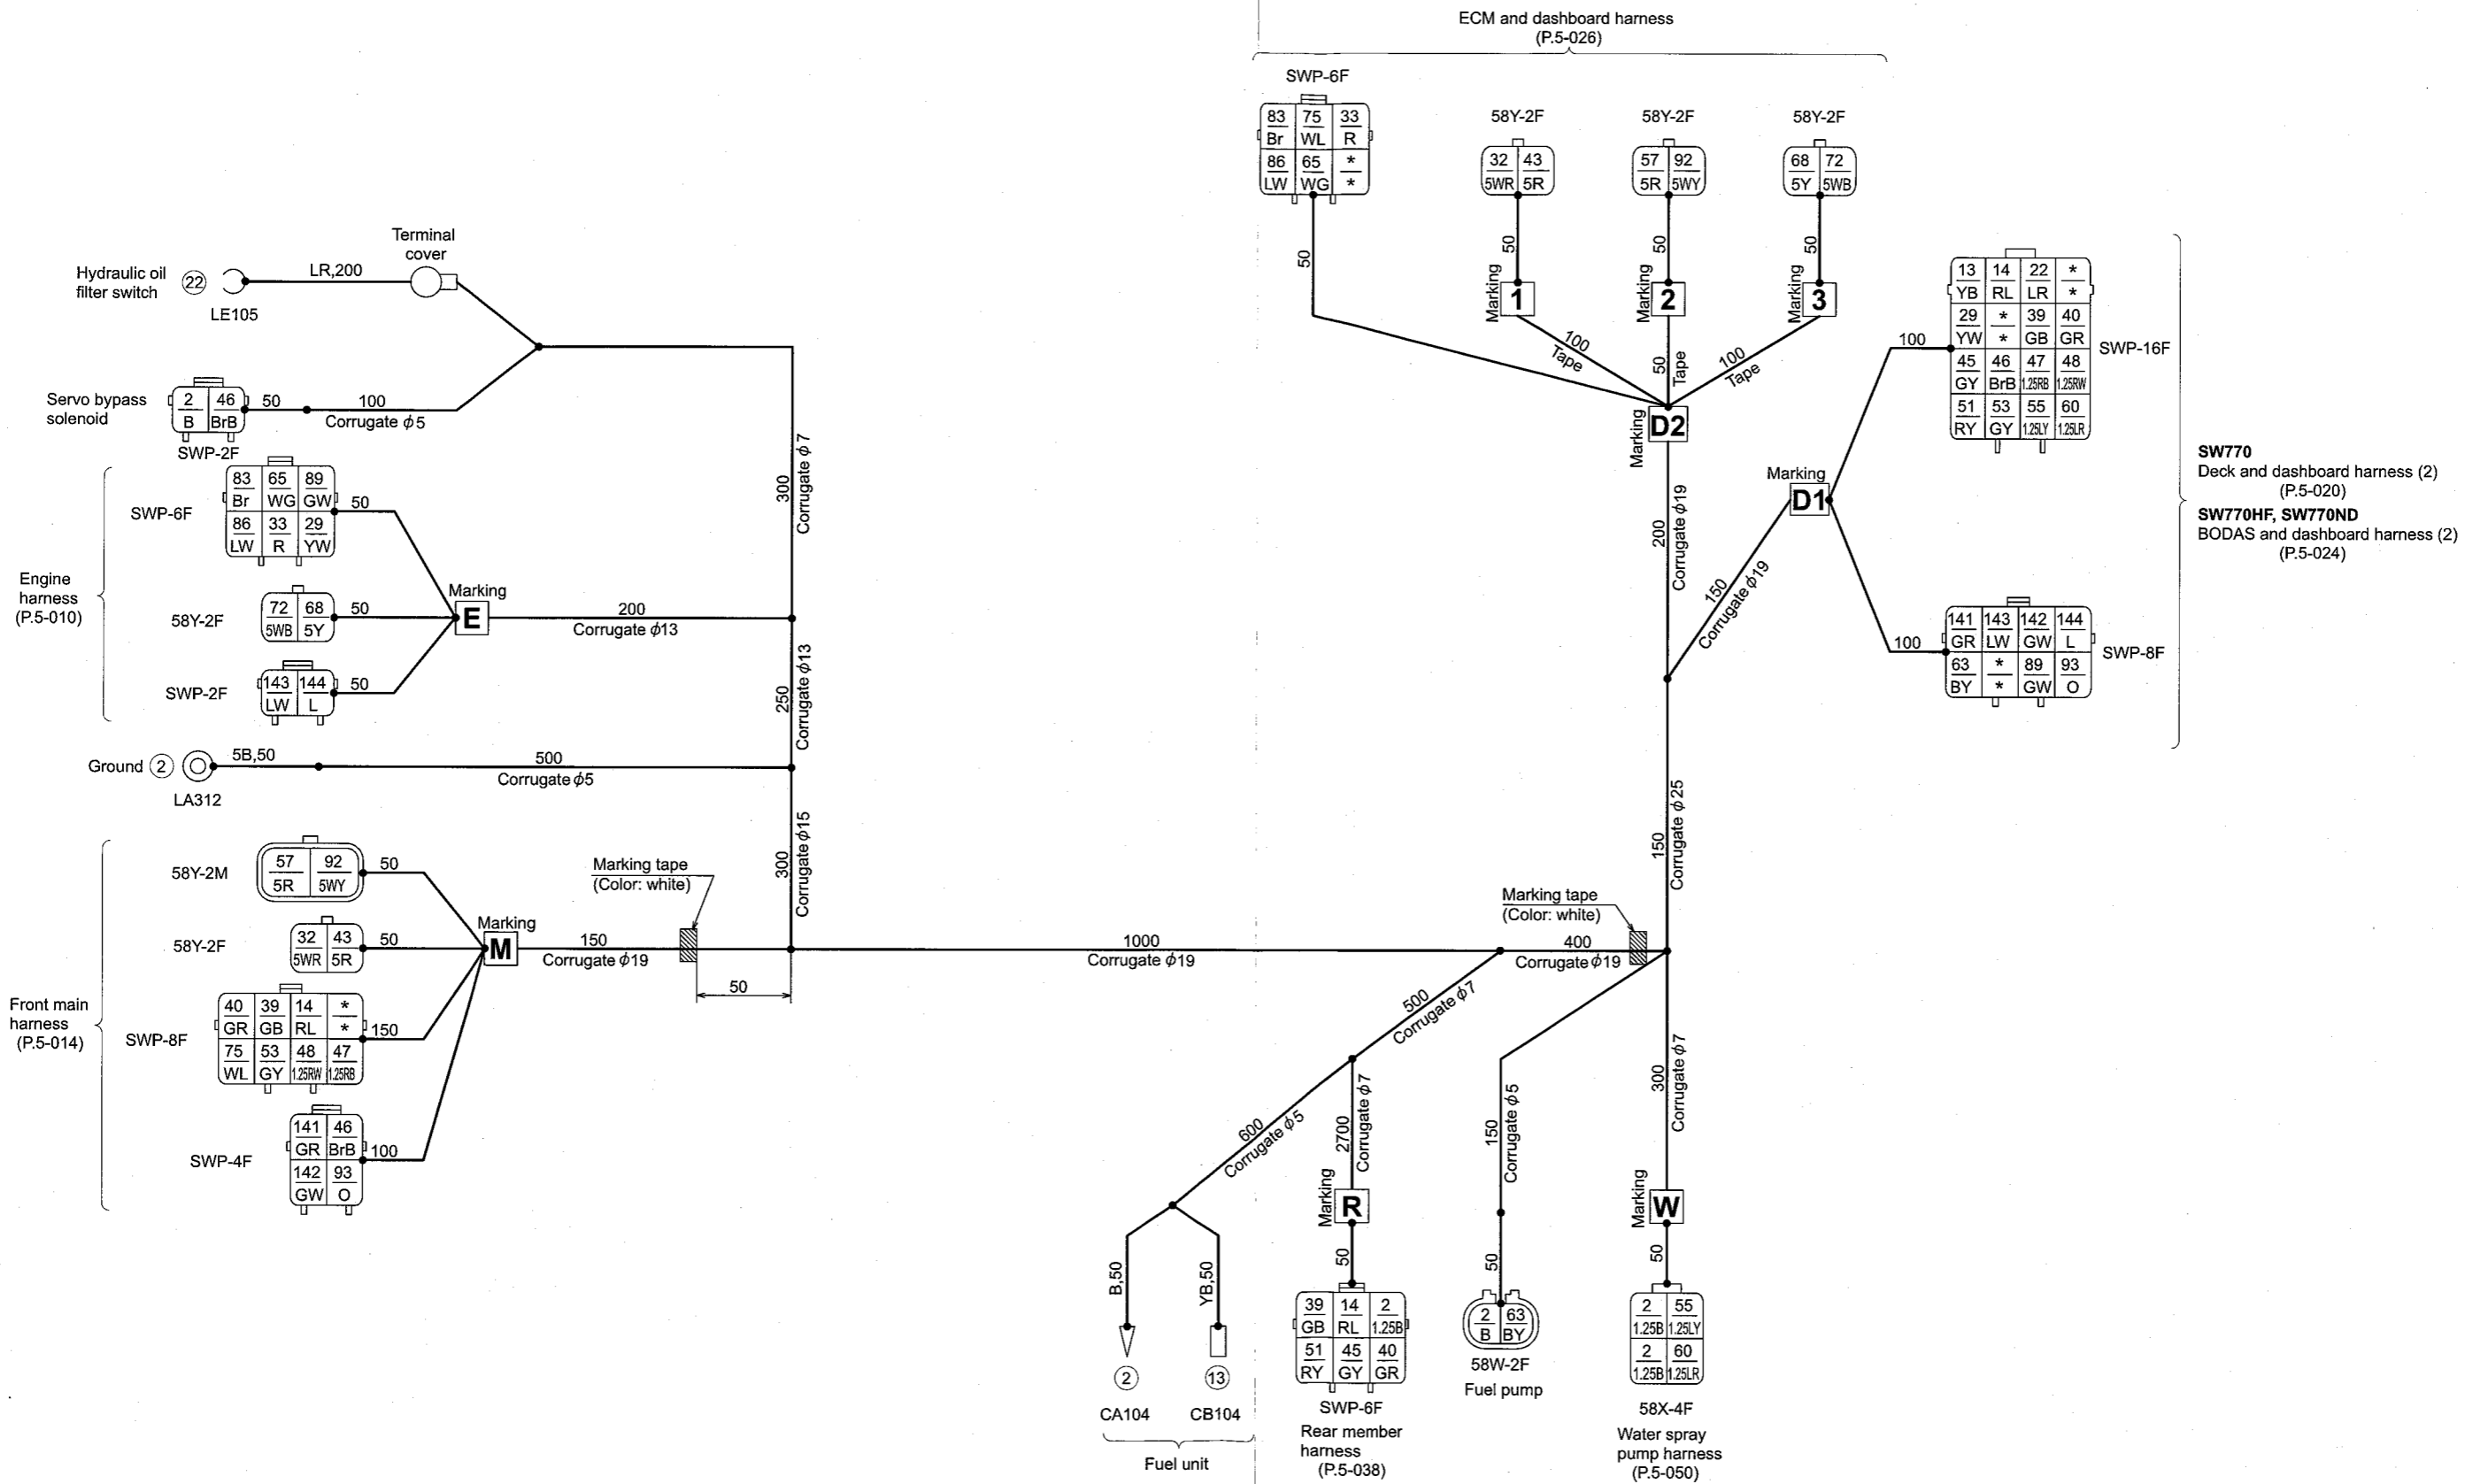 ECM and dashboard harness
(P.5-026)
SWP-6F
83 75 33
Br WL R
86 65 *
LW WG *
50
58Y-2F
32 43
5WR 5R
50
Marking
1
100
Tape
58Y-2F
57 92
5R 5WY
50
Marking
2
50
Tape
58Y-2F
68 72
5Y 5WB
50
Marking
3
100
Tape
Marking
D2
200
Corrugate φ19
Marking
D1
150
Corrugate φ19
100
13 14 22 *
YB RL LR *
29 * 39 40
YW * GB GR
45 46 47 48
GY BrB 1.25RB 1.25RW
51 53 55 60
RY GY 1.25LY 1.25LR
SWP-16F
100
141 143 142 144
GR LW GW L
63 * 89 93
BY * GW O
SWP-8F
SW770
Deck and dashboard harness (2)
(P.5-020)
SW770HF, SW770ND
BODAS and dashboard harness (2)
(P.5-024)
Hydraulic oil
filter switch
22
LE105
LR,200
Terminal
cover
Servo bypass
solenoid
2 46
B BrB
SWP-2F
50
100
Corrugate φ5
300
Corrugate φ7
Engine
harness
(P.5-010)
SWP-6F
83 65 89
Br WG GW
86 33 29
LW R YW
50
58Y-2F
72 68
5WB 5Y
50
SWP-2F
143 144
LW L
50
Marking
E
200
Corrugate φ13
250
Corrugate φ13
Ground 2
LA312
5B,50
500
Corrugate φ5
300
Corrugate φ15
Front main
harness
(P.5-014)
58Y-2M
57 92
5R 5WY
50
58Y-2F
32 43
5WR 5R
50
SWP-8F
40 39 14 *
GR GB RL *
75 53 48 47
WL GY 1.25RW 1.25RB
150
SWP-4F
141 46
GR BrB
142 93
GW O
100
Marking
M
150
Corrugate φ19
Marking tape
(Color: white)
50
1000
Corrugate φ19
Marking tape
(Color: white)
400
Corrugate φ19
150
Corrugate φ25
500
Corrugate φ7
600
Corrugate φ5
B,50
2
CA104
YB,50
13
CB104
Fuel unit
2700
Corrugate φ7
Marking
R
50
39 14 2
GB RL 1.25B
51 45 40
RY GY GR
SWP-6F
Rear member
harness
(P.5-038)
150
Corrugate φ5
50
2 63
B BY
58W-2F
Fuel pump
300
Corrugate φ7
Marking
W
50
2 55
1.25B 1.25LY
2 60
1.25B 1.25LR
58X-4F
Water spray
pump harness
(P.5-050)